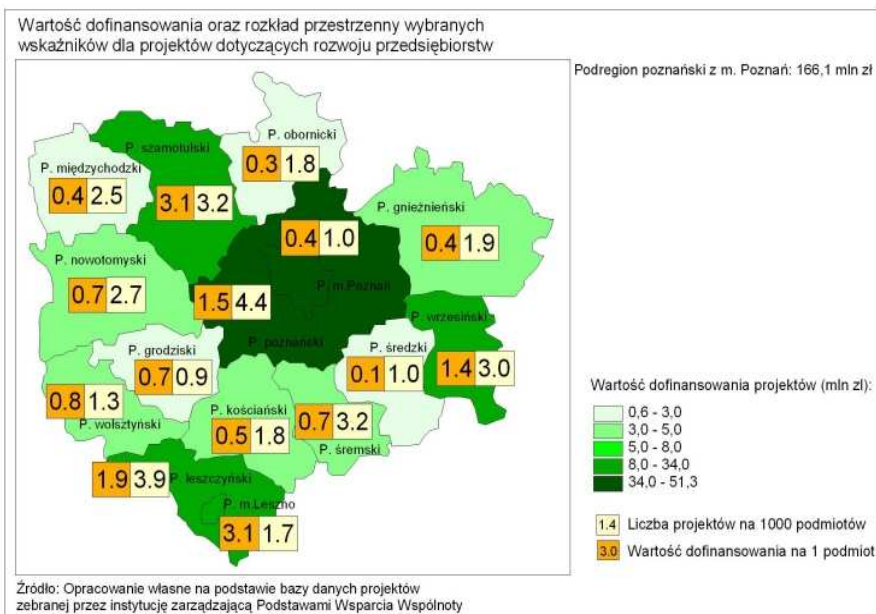 Wartość dofinansowania oraz rozkład przestrzenny wybranych
wskaźników dla projektów dotyczących rozwoju przedsiębiorstw
Podregion poznański z m. Poznań: 166,1 mln zł
P. obornicki
0.3 1.8
P. szamotulski
3.1 3.2
P. międzychodzki
0.4 2.5
P. gnieźnieński
0.4 1.9
0.4 1.0
P. m.Poznań
P. nowotomyski
0.7 2.7
1.5 4.4
P. poznański
P. wrzesiński
1.4 3.0
P. grodziski
0.7 0.9
P. średzki
0.1 1.0
0.8 1.3
P. wolsztyński
P. kościański
0.5 1.8
0.7 3.2
P. śremski
1.9 3.9
P. leszczyński
P. m.Leszno
3.1 1.7
Wartość dofinansowania projektów (mln zl):
0,6 - 3,0
3,0 - 5,0
5,0 - 8,0
8,0 - 34,0
34,0 - 51,3
1.4 Liczba projektów na 1000 podmiotów
3.0 Wartość dofinansowania na 1 podmiot
Źródło: Opracowanie własne na podstawie bazy danych projektów
zebranej przez instytucję zarządzającą Podstawami Wsparcia Wspólnoty